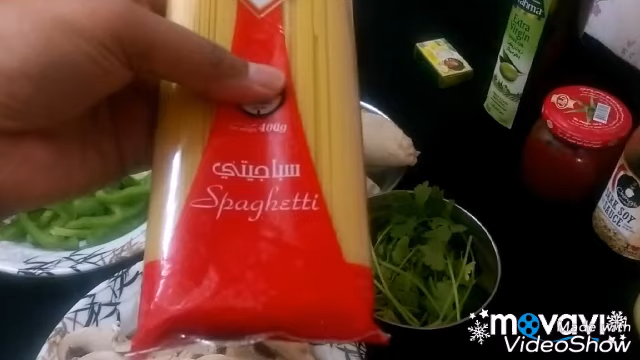 400g
سباجيتي
Spaghetti
Extra
Virgin
SOY
SAUCE
movavi
Made with
VideoShow